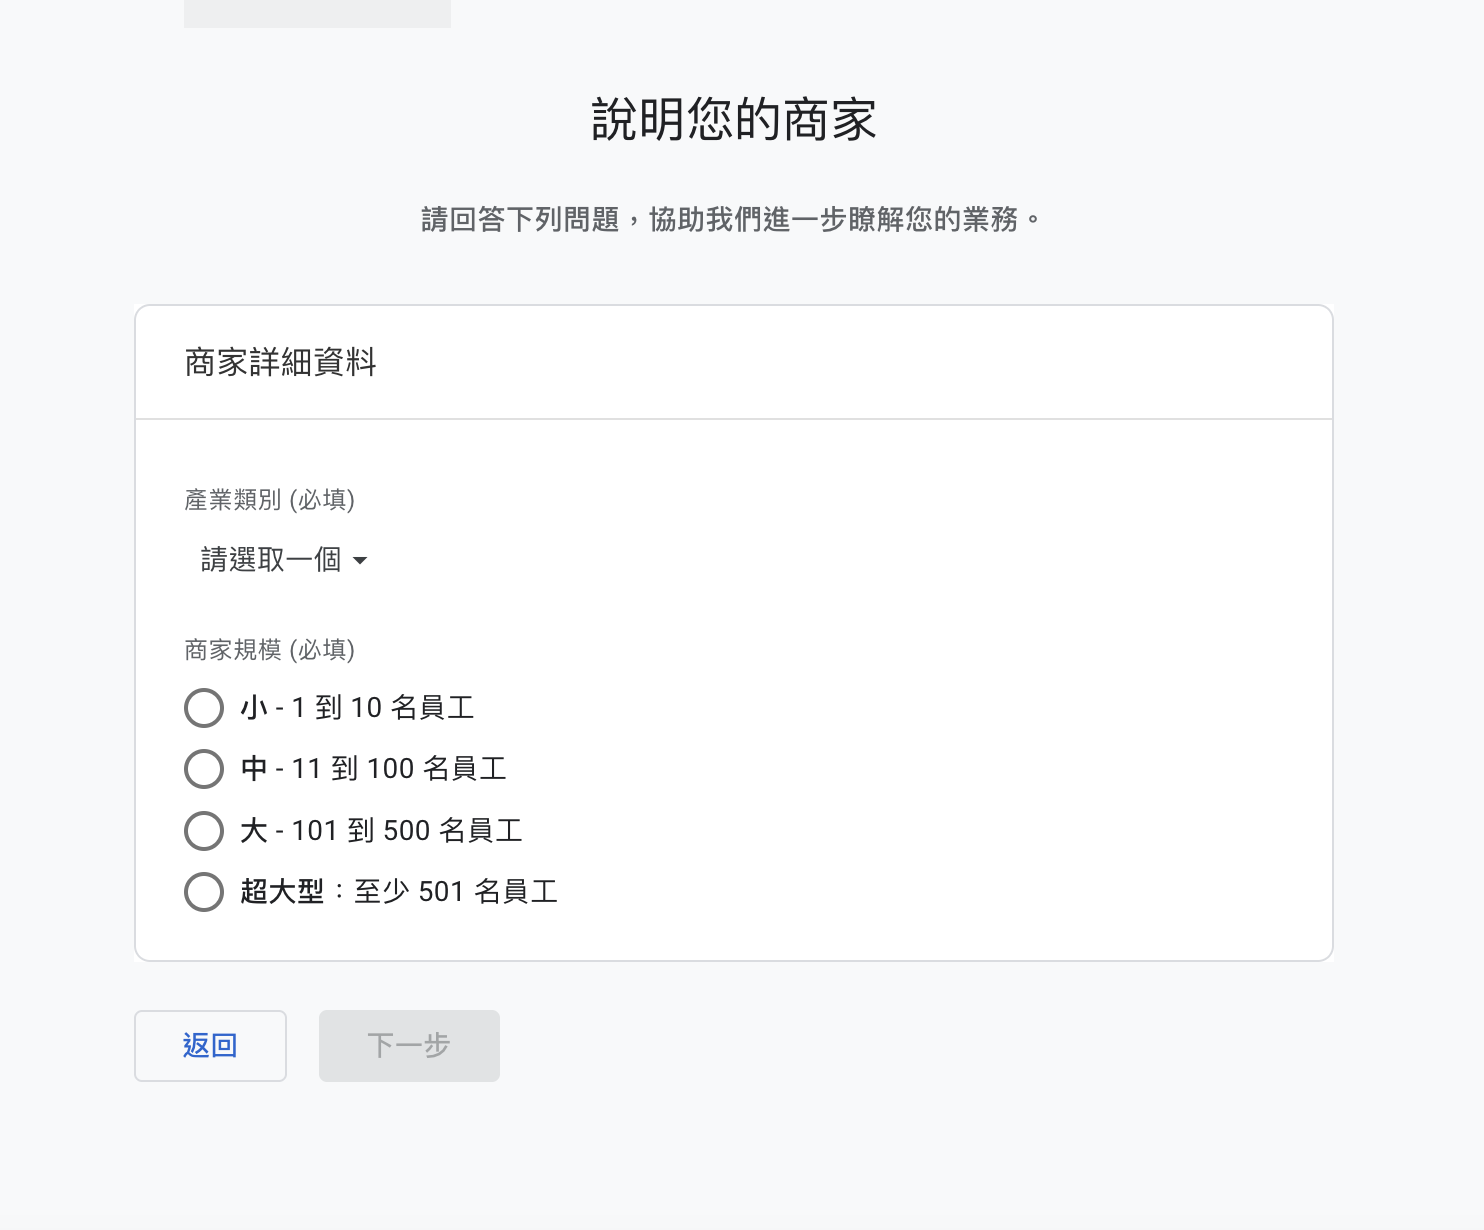 說明您的商家
請回答下列問題，協助我們進一步瞭解您的業務。
商家詳細資料
產業類別 (必填)
請選取一個
商家規模 (必填)
小 - 1 到 10 名員工
中 - 11 到 100 名員工
大 - 101 到 500 名員工
超大型：至少 501 名員工
返回
下一步